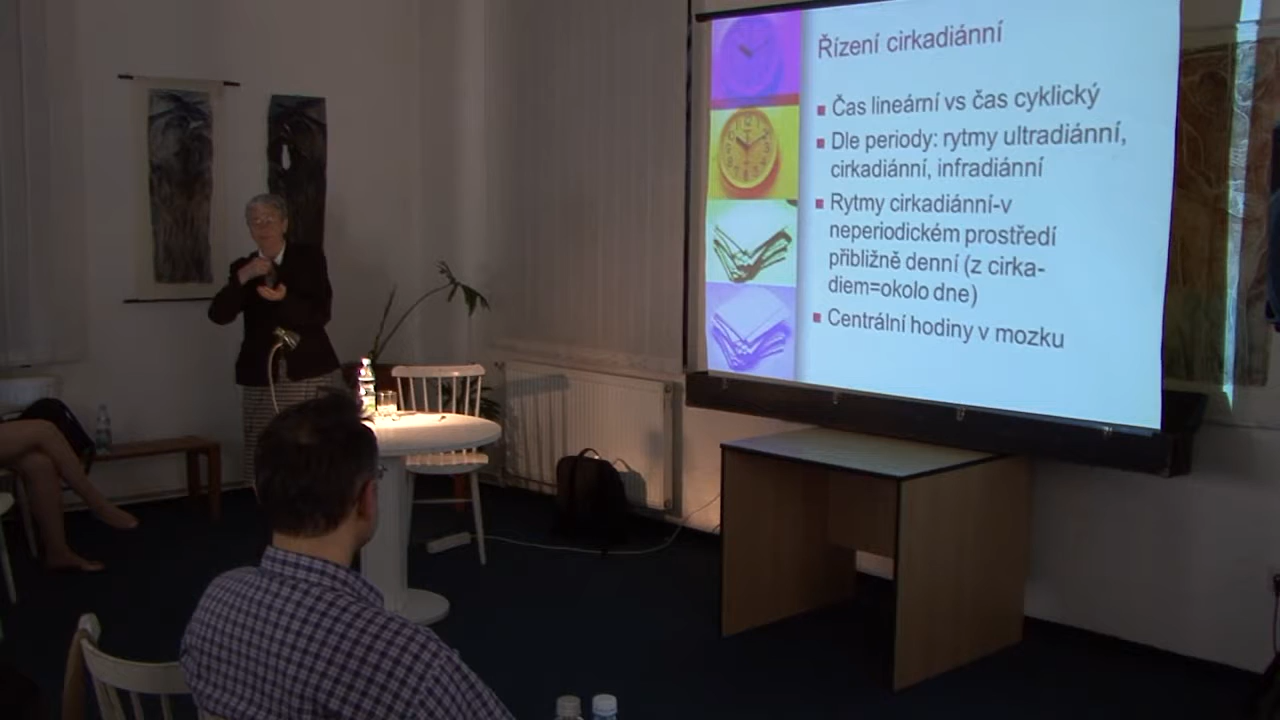 Řízení cirkadiánní
Čas lineární vs čas cyklický
Dle periody: rytmy ultradiánní,
cirkadiánní, infradiánní
Rytmy cirkadiánní-v
neperiodickém prostředí
přibližně denní (z cirka-
diem=okolo dne)
Centrální hodiny v mozku